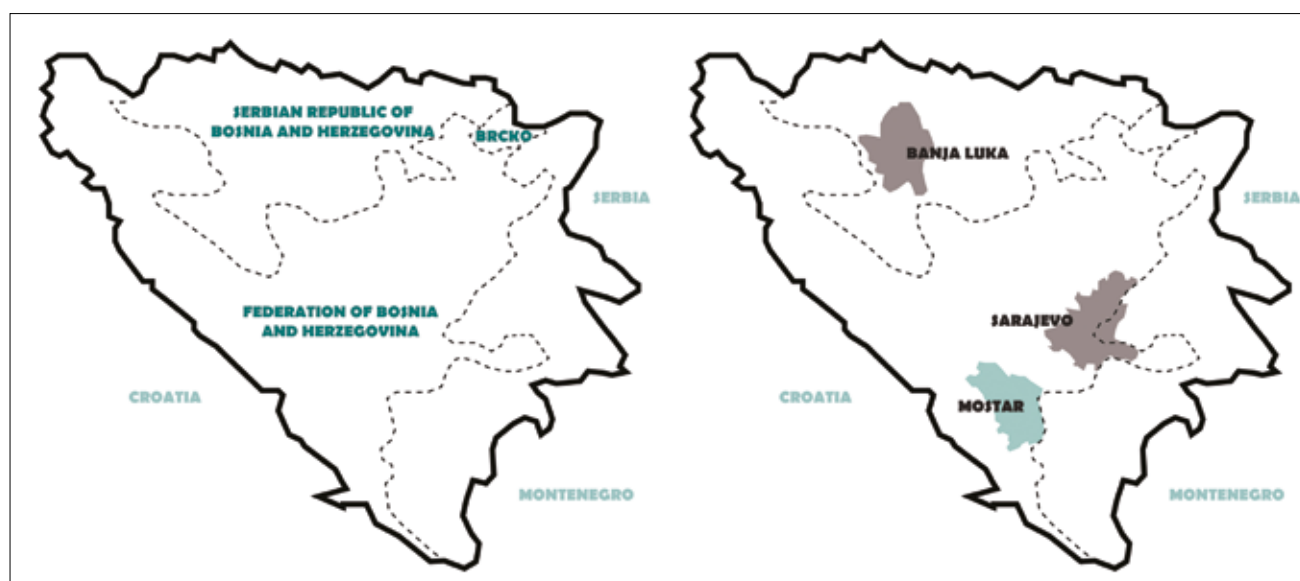 SERBIAN REPUBLIC OF
BOSNIA AND HERZEGOVINA
BRCKO
SERBIA
FEDERATION OF BOSNIA
AND HERZEGOVINA
CROATIA
MONTENEGRO
BANJA LUKA
SERBIA
SARAJEVO
CROATIA
MOSTAR
MONTENEGRO